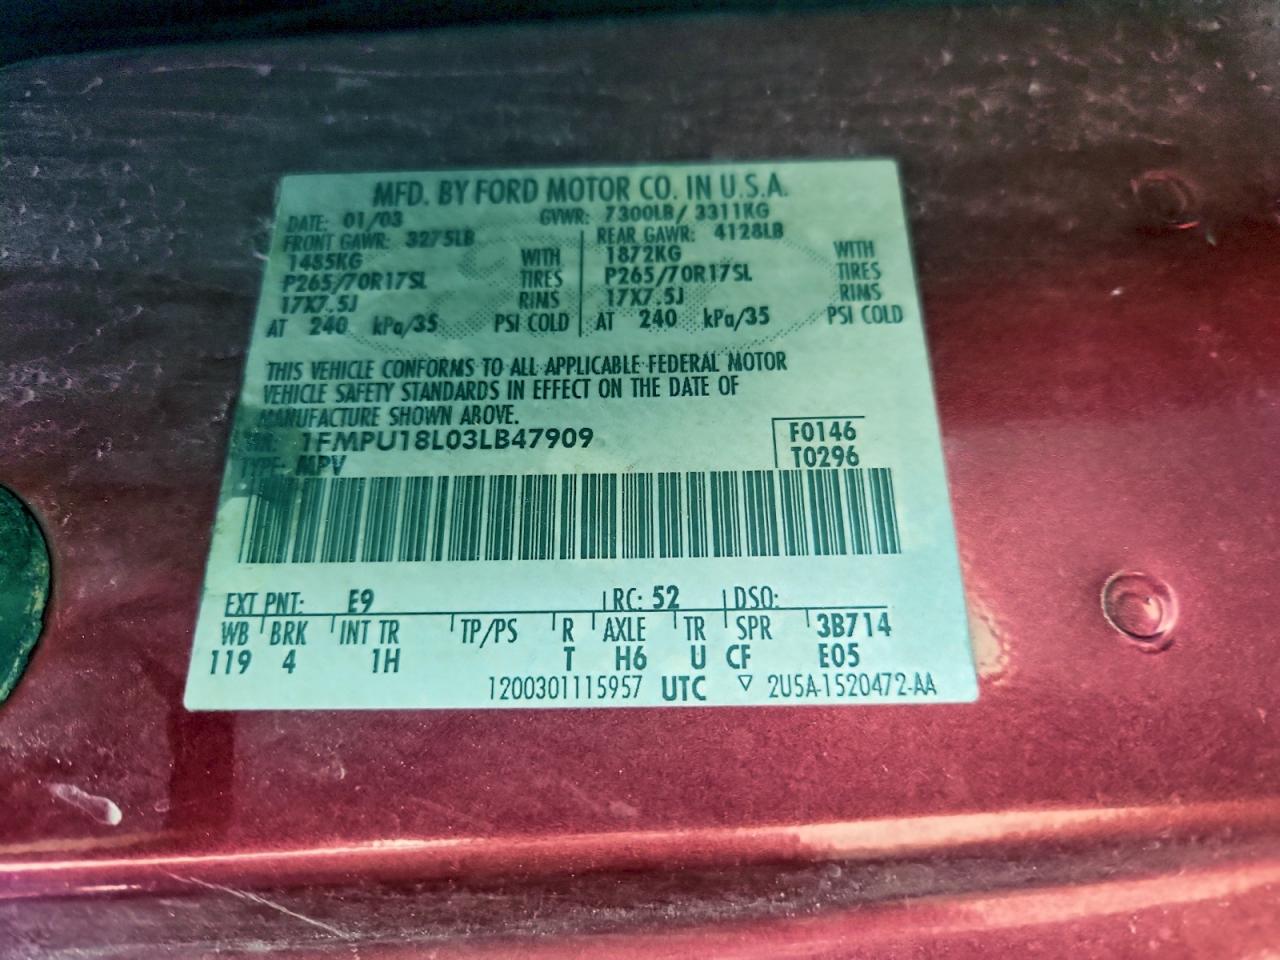 MFD. BY FORD MOTOR CO. IN U.S.A.
DATE: 01/03 GVWR: 7300LB/ 3311KG
FRONT GAWR: 3275LB REAR GAWR: 4128LB
1485KG WITH 1872KG WITH
P265/70R17SL TIRES P265/70R17SL TIRES
17X7.5J RIMS 17X7.5J RIMS
AT 240 kPa/35 PSI COLD AT 240 kPa/35 PSI COLD
THIS VEHICLE CONFORMS TO ALL APPLICABLE FEDERAL MOTOR
VEHICLE SAFETY STANDARDS IN EFFECT ON THE DATE OF
MANUFACTURE SHOWN ABOVE.
1FMPU18L03LB47909 F0146
TYPE: MPV T0296
EXT PNT: E9 RC: 52 DSO:
WB BRK INT TR TP/PS R AXLE TR SPR 3B714
119 4 1H T H6 U CF E05
1200301115957 UTC ▽ 2U5A-1520472-AA